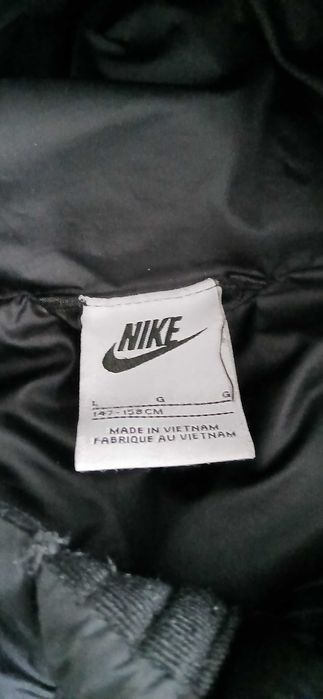 NIKE
L G G
147-158CM
MADE IN VIETNAM
FABRIQUE AU VIETNAM